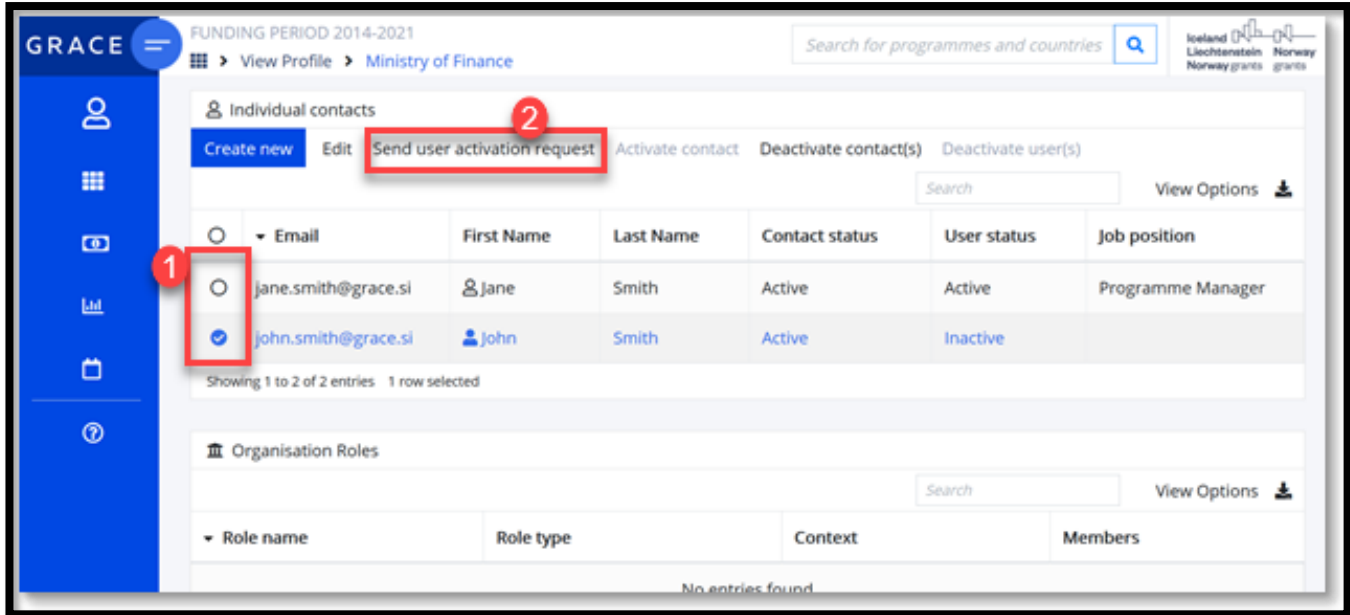 GRACE
FUNDING PERIOD 2014-2021
View Profile > Ministry of Finance
Search for programmes and countries
Iceland
Liechtenstein Norway
Norway grants grants
Individual contacts
2
Create new Edit Send user activation request Activate contact Deactivate contact(s) Deactivate user(s)
Search View Options
Email First Name Last Name Contact status User status Job position
1
jane.smith@grace.si Jane Smith Active Active Programme Manager
john.smith@grace.si John Smith Active Inactive
Showing 1 to 2 of 2 entries 1 row selected
Organisation Roles
Search View Options
Role name Role type Context Members
No entries found